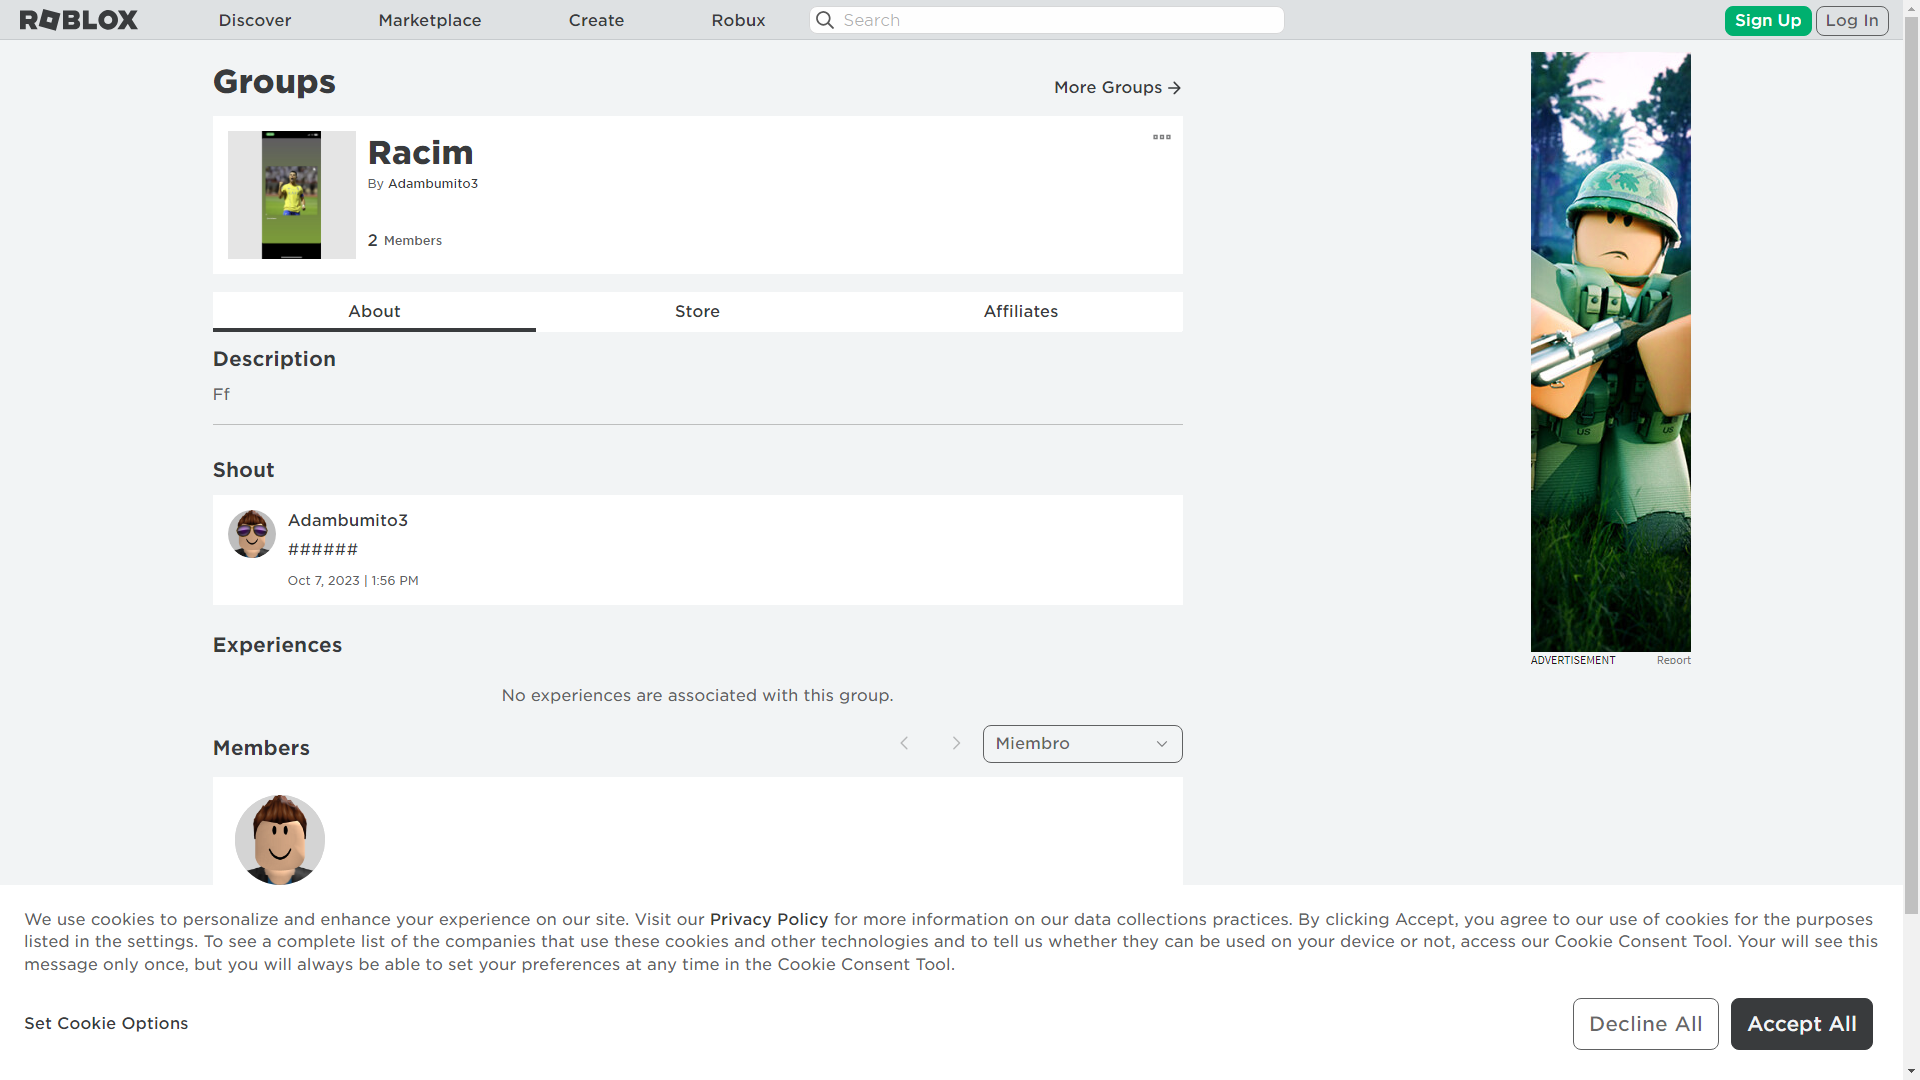 ROBLOX
Discover
Marketplace
Create
Robux
Search
Sign Up
Log In
Groups
More Groups
Racim
By Adambumito3
2 Members
About
Store
Affiliates
Description
Ff
Shout
Adambumito3
######
Oct 7, 2023 | 1:56 PM
Experiences
No experiences are associated with this group.
Members
Miembro
US
US
ADVERTISEMENT
Report
We use cookies to personalize and enhance your experience on our site. Visit our Privacy Policy for more information on our data collections practices. By clicking Accept, you agree to our use of cookies for the purposes
listed in the settings. To see a complete list of the companies that use these cookies and other technologies and to tell us whether they can be used on your device or not, access our Cookie Consent Tool. Your will see this
message only once, but you will always be able to set your preferences at any time in the Cookie Consent Tool.
Set Cookie Options
Decline All
Accept All